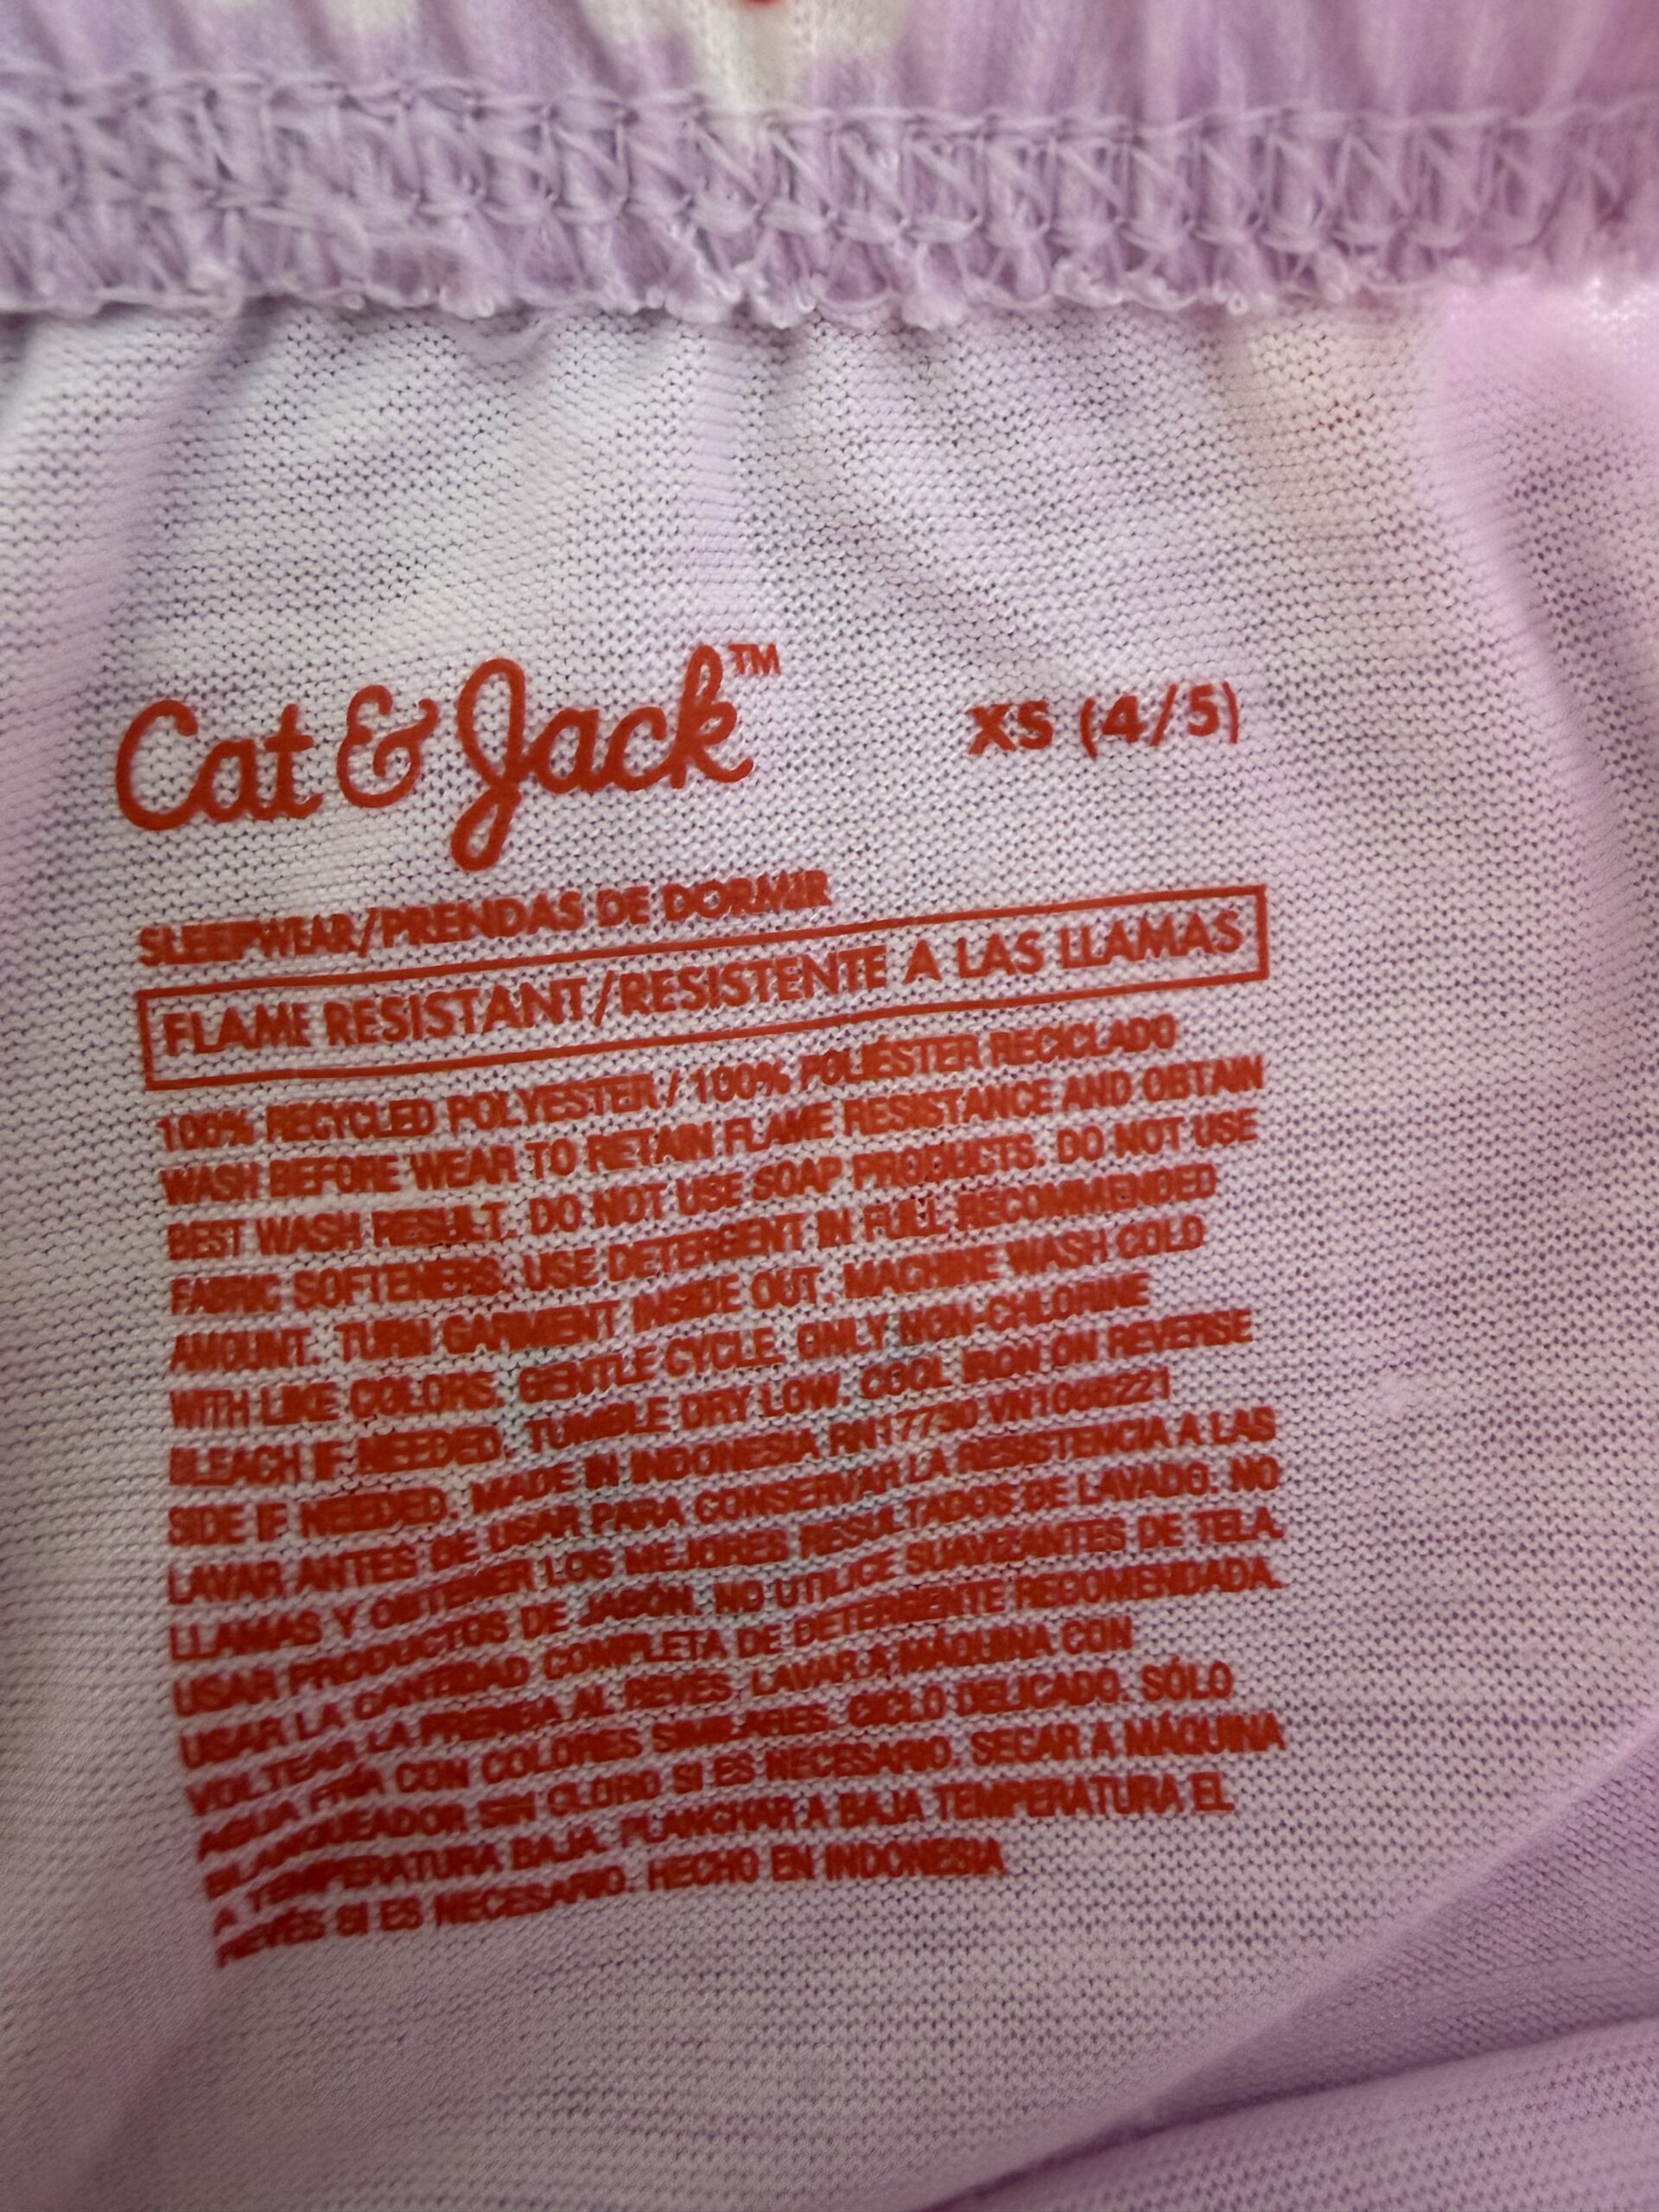 Cat & Jack™
XS (4/5)
SLEEPWEAR/PRENDAS DE DORMIR
FLAME RESISTANT/RESISTENTE A LAS LLAMAS
100% RECYCLED POLYESTER / 100% POLIÉSTER RECICLADO
WASH BEFORE WEAR TO RETAIN FLAME RESISTANCE AND OBTAIN
BEST WASH RESULT. DO NOT USE SOAP PRODUCTS. DO NOT USE
FABRIC SOFTENERS. USE DETERGENT IN FULL RECOMMENDED
AMOUNT. TURN GARMENT INSIDE OUT. MACHINE WASH COLD
WITH LIKE COLORS. GENTLE CYCLE. ONLY NON-CHLORINE
BLEACH IF NEEDED. TUMBLE DRY LOW. COOL IRON ON REVERSE
SIDE IF NEEDED. MADE IN INDONESIA RN17730
LAVAR ANTES DE USAR PARA CONSERVAR LA RESISTENCIA A LAS
LLAMAS Y OBTENER LOS MEJORES RESULTADOS DE LAVADO. NO
USAR PRODUCTOS DE JABÓN. NO UTILICE SUAVIZANTES DE TELA.
USAR LA CANTIDAD COMPLETA DE DETERGENTE RECOMENDADA.
VOLTEAR LA PRENDA AL REVÉS. LAVAR A MÁQUINA CON
AGUA FRÍA CON COLORES SIMILARES. CICLO DELICADO. SÓLO
BLANQUEADOR SIN CLORO SI ES NECESARIO. SECAR A MÁQUINA
A TEMPERATURA BAJA. PLANCHAR A BAJA TEMPERATURA EL
REVÉS SI ES NECESARIO. HECHO EN INDONESIA